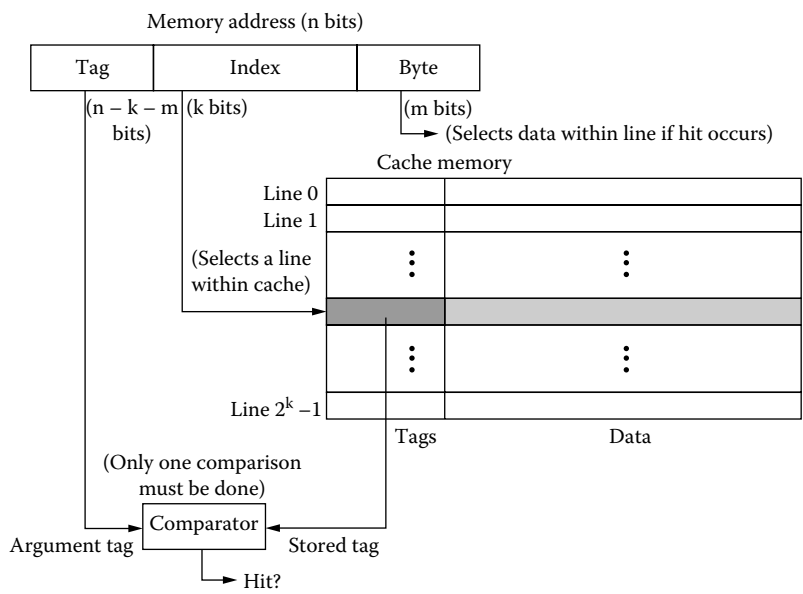 Memory address (n bits)
Tag Index Byte
(n – k – m
bits)
(k bits)
(m bits)
(Selects data within line if hit occurs)
Cache memory
Line 0
Line 1
(Selects a line
within cache)
Line 2^k –1
Tags Data
(Only one comparison
must be done)
Comparator
Argument tag
Stored tag
Hit?